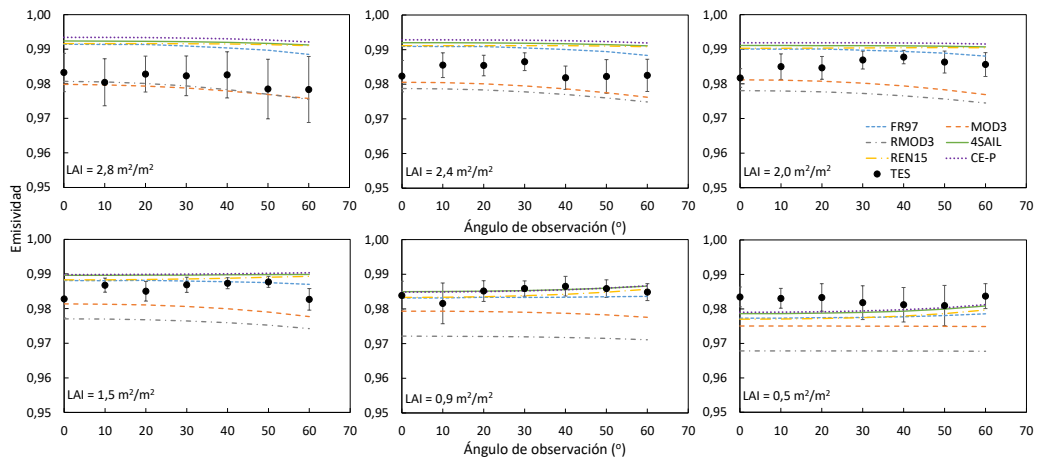 1,00
0,99
0,98
0,97
0,96
0,95
LAI = 2,8 m²/m²
0 10 20 30 40 50 60 70
1,00
0,99
0,98
0,97
0,96
0,95
LAI = 2,4 m²/m²
0 10 20 30 40 50 60 70
Ángulo de observación (°)
1,00
0,99
0,98
0,97
0,96
0,95
FR97 MOD3
RMOD3 4SAIL
REN15 CE-P
TES
LAI = 2,0 m²/m²
0 10 20 30 40 50 60 70
Emisividad
1,00
0,99
0,98
0,97
0,96
0,95
LAI = 1,5 m²/m²
0 10 20 30 40 50 60 70
1,00
0,99
0,98
0,97
0,96
0,95
LAI = 0,9 m²/m²
0 10 20 30 40 50 60 70
Ángulo de observación (°)
1,00
0,99
0,98
0,97
0,96
0,95
LAI = 0,5 m²/m²
0 10 20 30 40 50 60 70